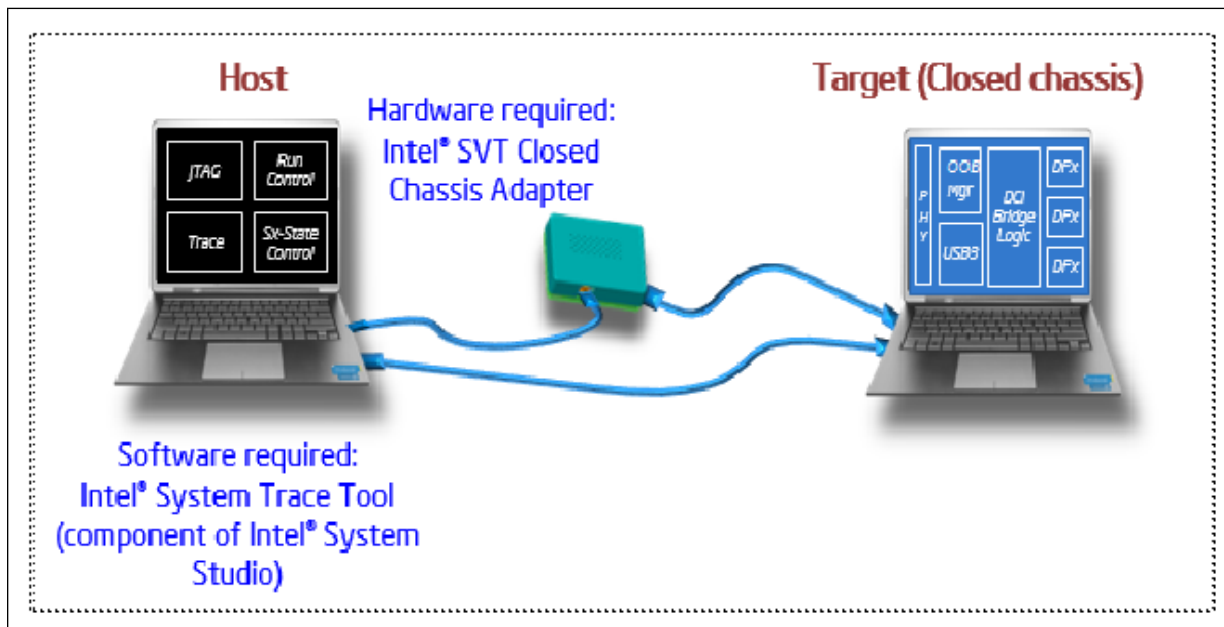 Host
Target (Closed chassis)
Hardware required:
Intel® SVT Closed
Chassis Adapter
JTAG
Run
Control
Trace
Sx-State
Control
P
H
Y
OOB
Mgr
USB3
DCI
Bridge
Logic
DFx
DFx
DFx
Software required:
Intel® System Trace Tool
(component of Intel® System
Studio)